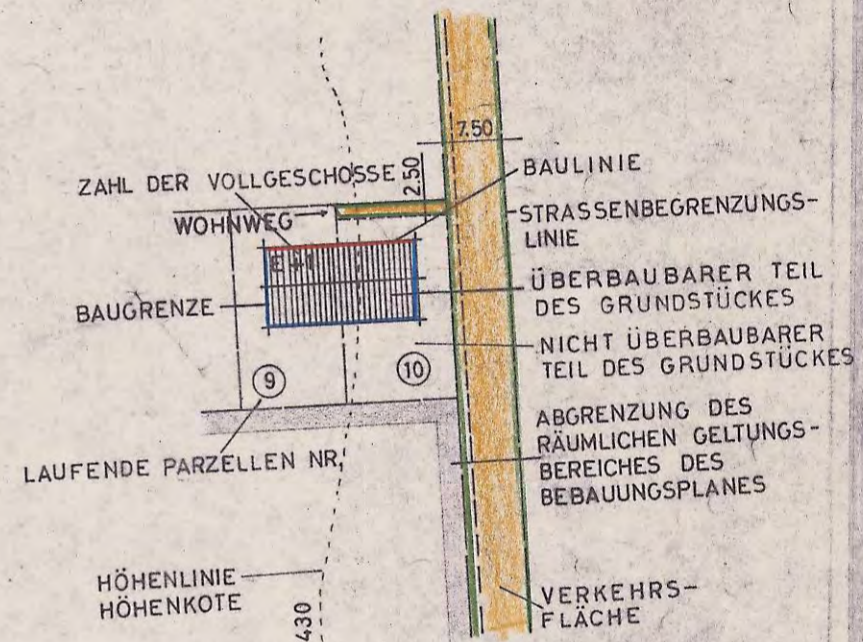 7.50
ZAHL DER VOLLGESCHOSSE
2.50
BAULINIE
WOHNWEG
STRASSENBEGRENZUNGS-
LINIE
E+1
BAUGRENZE
ÜBERBAUBARER TEIL
DES GRUNDSTÜCKES
NICHT ÜBERBAUBARER
TEIL DES GRUNDSTÜCKES
9
10
ABGRENZUNG DES
RÄUMLICHEN GELTUNGS-
BEREICHES DES
BEBAUUNGSPLANES
LAUFENDE PARZELLEN NR.
HÖHENLINIE
HÖHENKOTE
430
VERKEHRS-
FLÄCHE